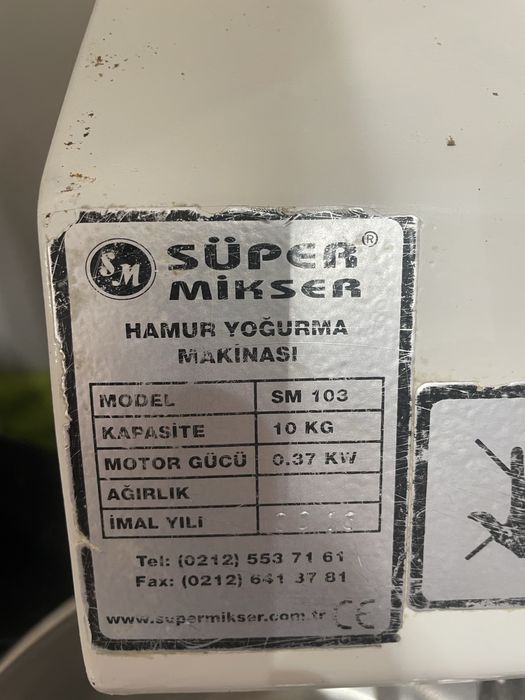 SM SÜPER®
MİKSER
HAMUR YOĞURMA
MAKİNASI
MODEL SM 103
KAPASİTE 10 KG
MOTOR GÜCÜ 0.37 KW
AĞIRLIK
İMAL YILI
Tel: (0212) 553 71 61
Fax: (0212) 641 37 81
www.supermikser.com.tr CE